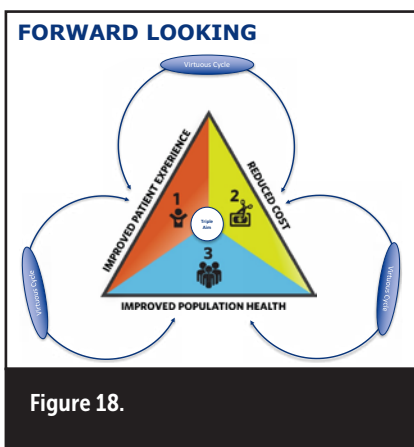 FORWARD LOOKING
Virtuous Cycle
IMPROVED PATIENT EXPERIENCE
REDUCED COST
1
2
Triple
Aim
3
Virtuous Cycle
Virtuous Cycle
IMPROVED POPULATION HEALTH
Figure 18.